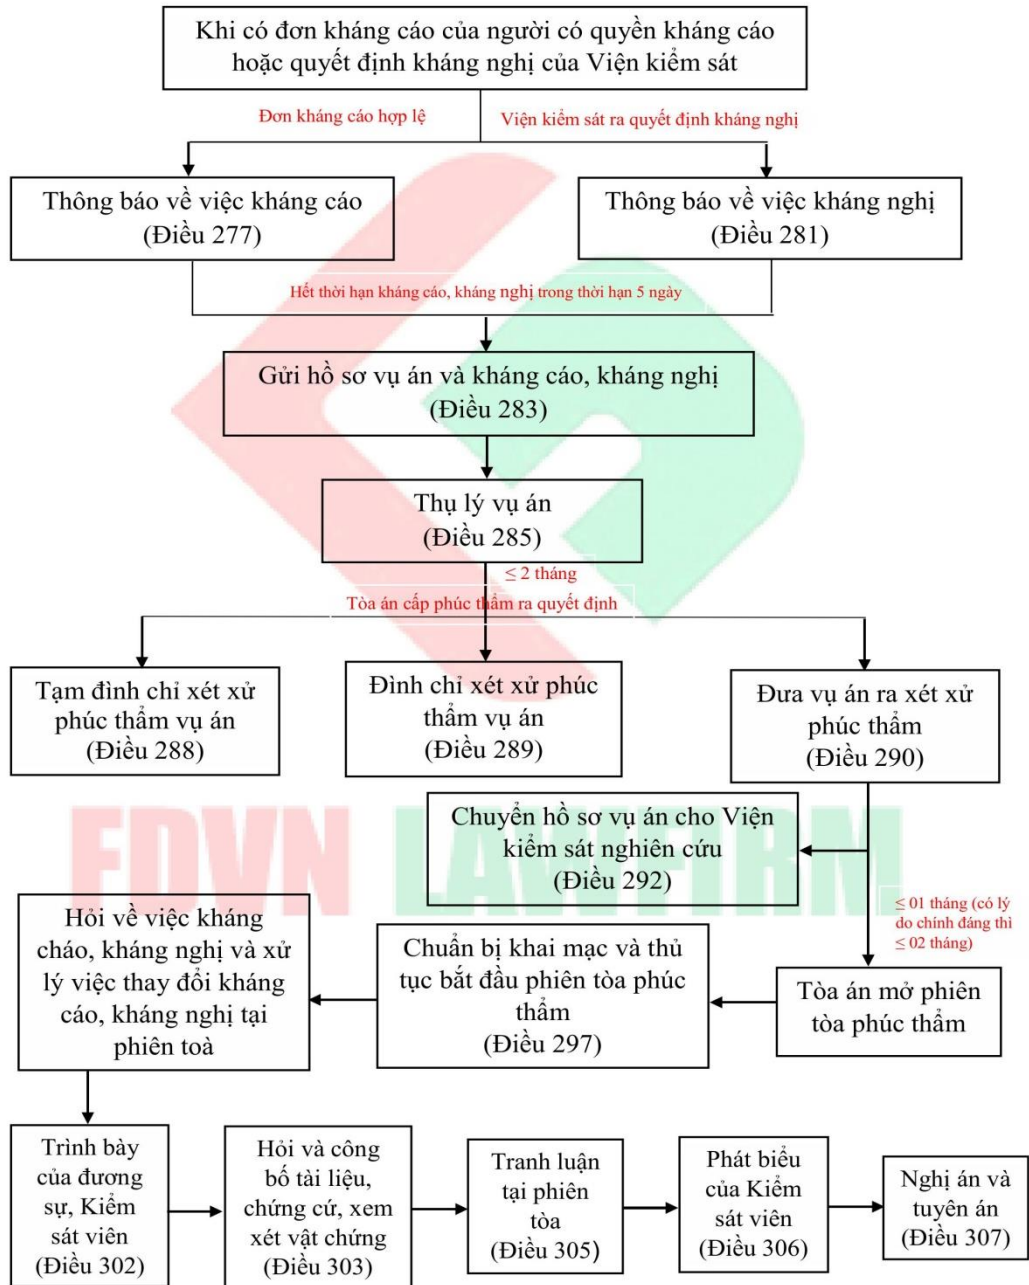 Khi có đơn kháng cáo của người có quyền kháng cáo
hoặc quyết định kháng nghị của Viện kiểm sát
Đơn kháng cáo hợp lệ
Viện kiểm sát ra quyết định kháng nghị
Thông báo về việc kháng cáo
(Điều 277)
Thông báo về việc kháng nghị
(Điều 281)
Hết thời hạn kháng cáo, kháng nghị trong thời hạn 5 ngày
Gửi hồ sơ vụ án và kháng cáo, kháng nghị
(Điều 283)
Thụ lý vụ án
(Điều 285)
≤ 2 tháng
Tòa án cấp phúc thẩm ra quyết định
Tạm đình chỉ xét xử
phúc thẩm vụ án
(Điều 288)
Đình chỉ xét xử phúc
thẩm vụ án
(Điều 289)
Đưa vụ án ra xét xử
phúc thẩm
(Điều 290)
FDVN LAWFIRM
Chuyển hồ sơ vụ án cho Viện
kiểm sát nghiên cứu
(Điều 292)
≤ 01 tháng (có lý
do chính đáng thì
≤ 02 tháng)
Tòa án mở phiên
tòa phúc thẩm
Chuẩn bị khai mạc và thủ
tục bắt đầu phiên tòa phúc
thẩm
(Điều 297)
Hỏi về việc kháng
cháo, kháng nghị và xử
lý việc thay đổi kháng
cáo, kháng nghị tại
phiên toà
Trình bày
của đương
sự, Kiểm
sát viên
(Điều 302)
Hỏi và công
bố tài liệu,
chứng cứ, xem
xét vật chứng
(Điều 303)
Tranh luận
tại phiên
tòa
(Điều 305)
Phát biểu
của Kiểm
sát viên
(Điều 306)
Nghị án và
tuyên án
(Điều 307)